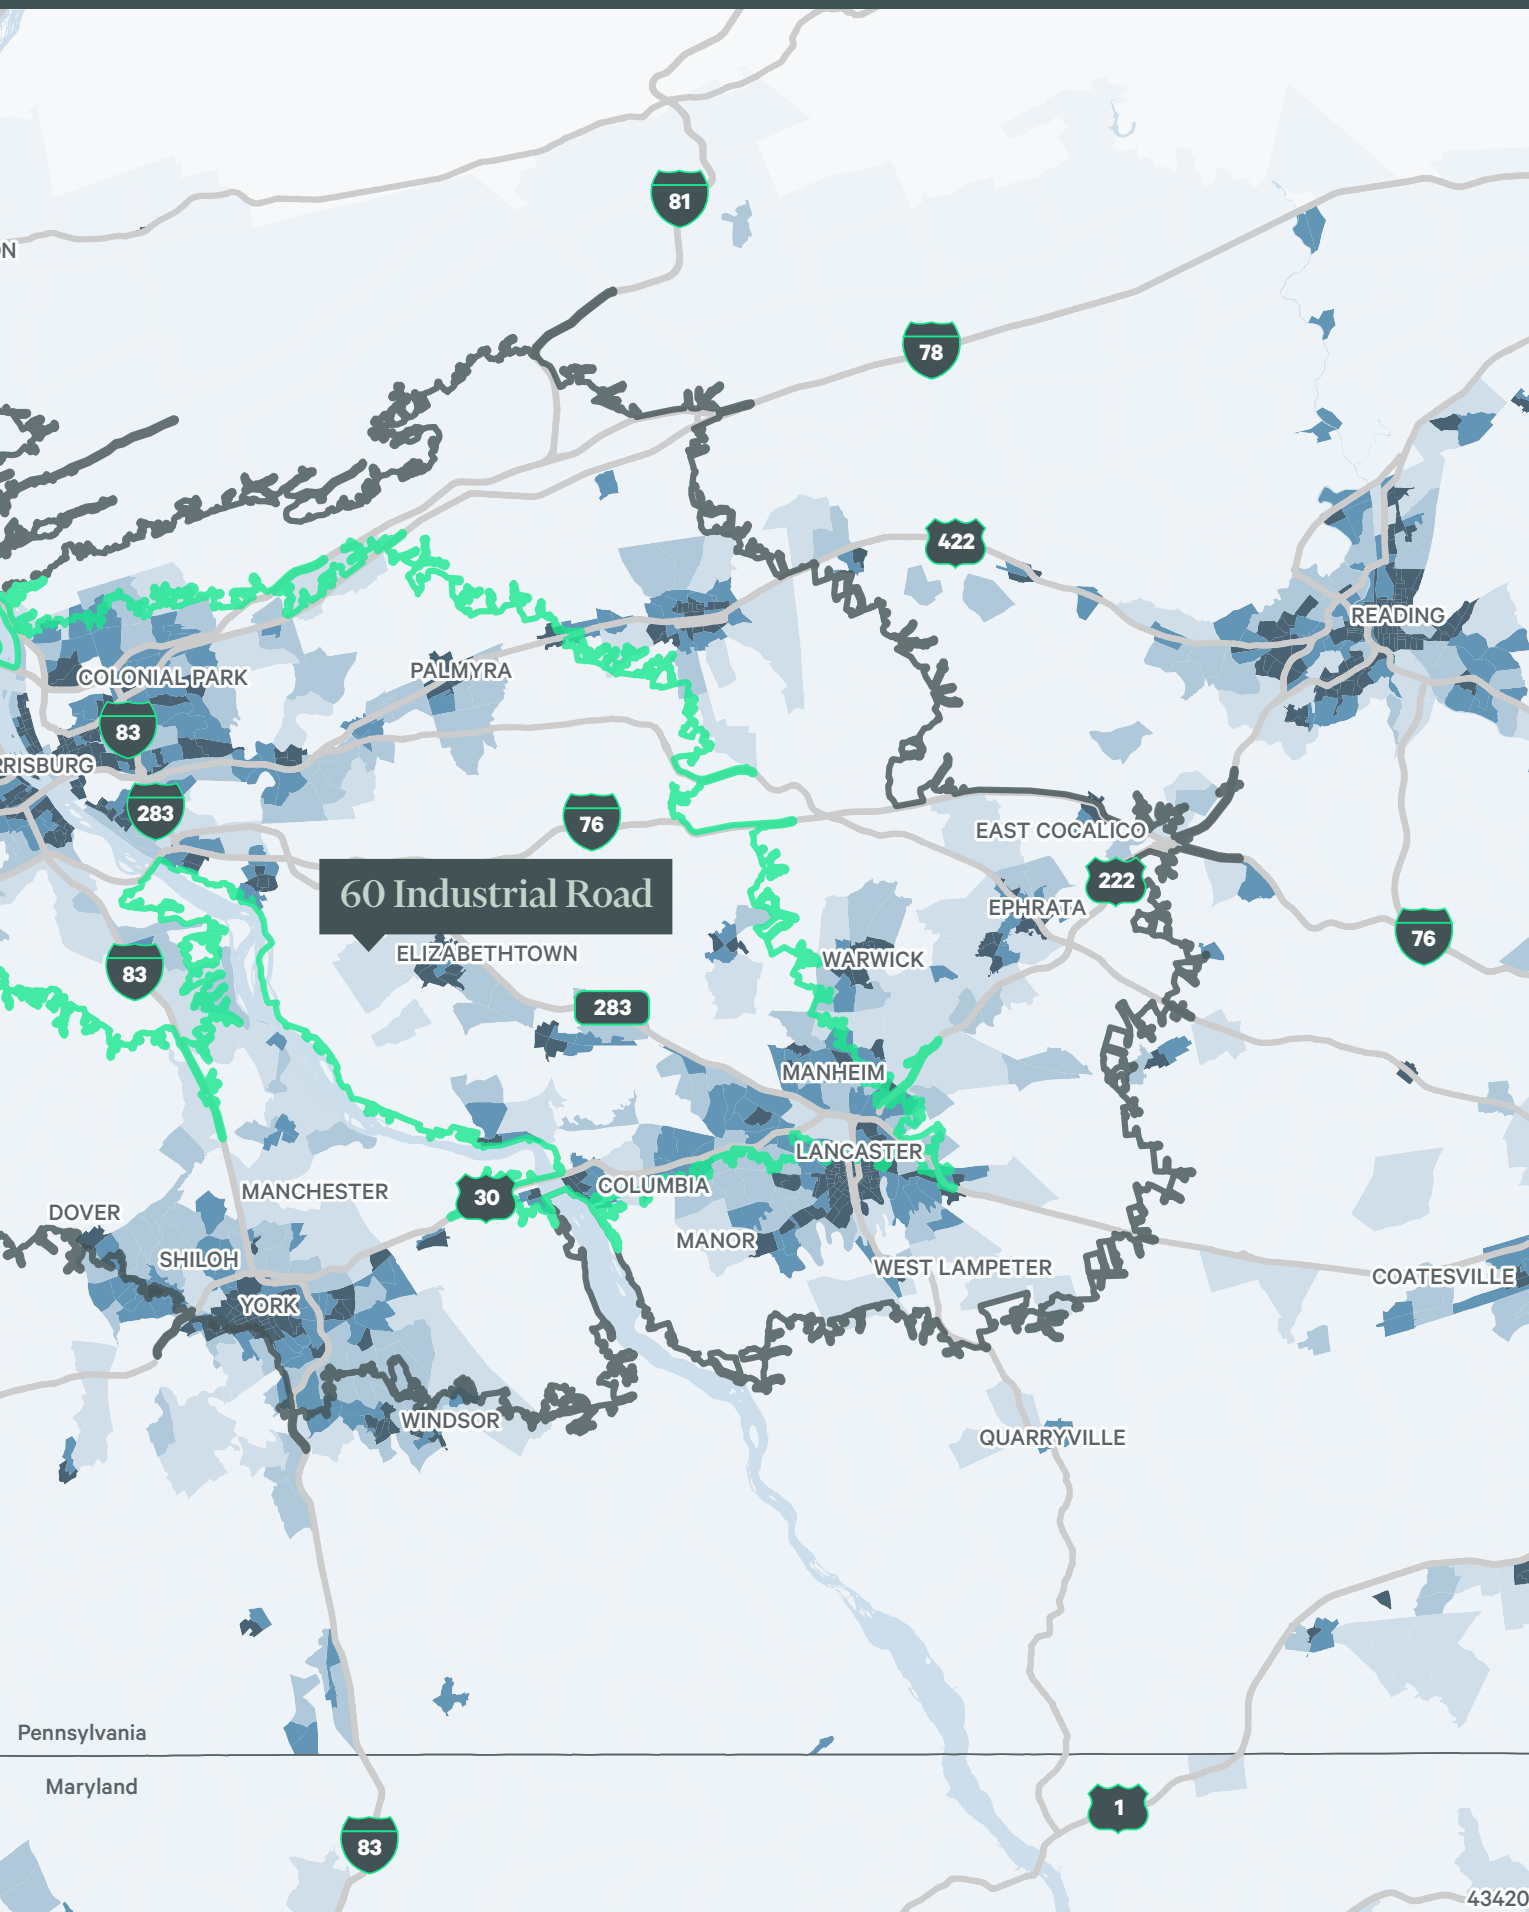 81
ON
78
422
READING
PALMYRA
COLONIAL PARK
83
RRISBURG
283
76
EAST COCALICO
222
60 Industrial Road
EPHRATA
76
ELIZABETHTOWN
WARWICK
83
283
MANHEIM
LANCASTER
COLUMBIA
30
MANCHESTER
DOVER
MANOR
SHILOH
WEST LAMPETER
COATESVILLE
YORK
WINDSOR
QUARRYVILLE
Pennsylvania
Maryland
1
83
43420